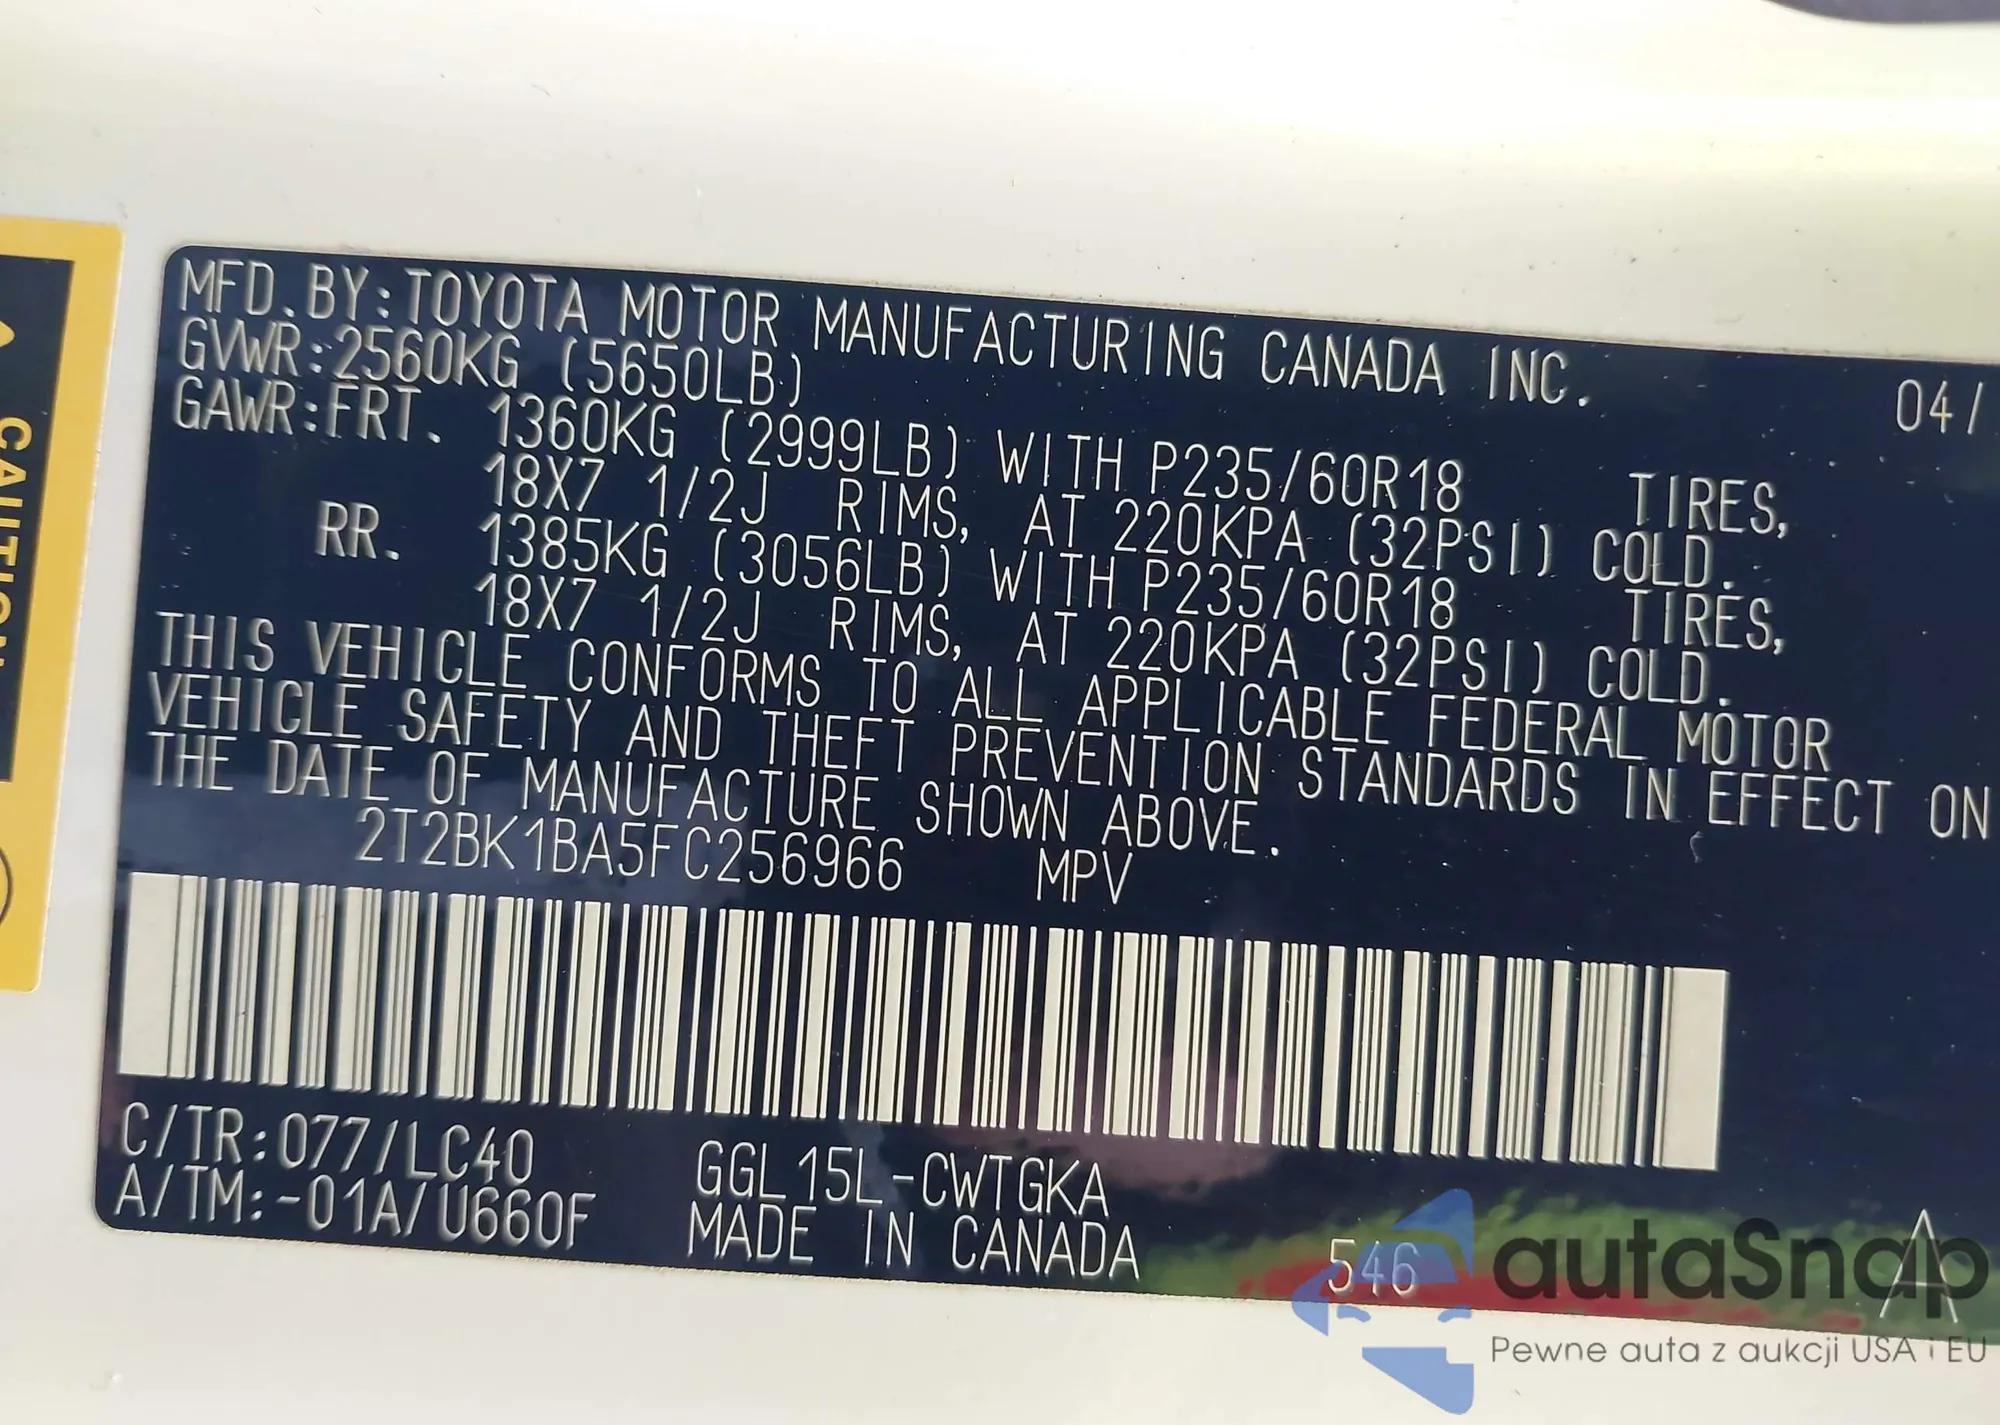 MFD.BY:TOYOTA MOTOR MANUFACTURING CANADA INC. 04/
GVWR:2560KG (5650LB)
GAWR:FRT. 1360KG (2999LB) WITH P235/60R18 TIRES,
18X7 1/2J RIMS, AT 220KPA (32PSI) COLD.
RR. 1385KG (3056LB) WITH P235/60R18 TIRES,
18X7 1/2J RIMS, AT 220KPA (32PSI) COLD.
THIS VEHICLE CONFORMS TO ALL APPLICABLE FEDERAL MOTOR
VEHICLE SAFETY AND THEFT PREVENTION STANDARDS IN EFFECT ON
THE DATE OF MANUFACTURE SHOWN ABOVE.
2T2BK1BA5FC256966 MPV
C/TR:077/LC40 GGL15L-CWTGKA
A/TM:-01A/U660F MADE IN CANADA 546 A
CAUTION
autaSnap
Pewne auta z aukcji USA i EU